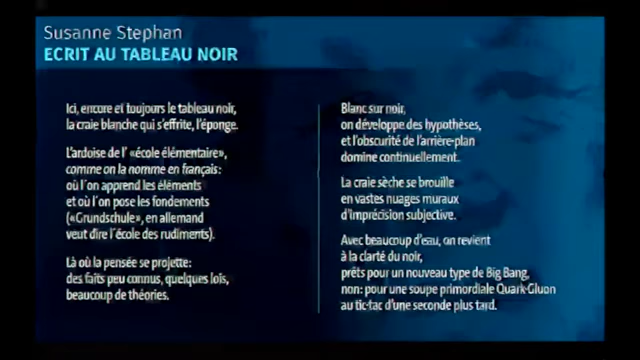 Susanne Stephan
ECRIT AU TABLEAU NOIR
Ici, encore et toujours le tableau noir,
la craie blanche qui s'effrite, l'éponge.
L'ardoise de l' «école élémentaire»,
comme on la nomme en français:
où l'on apprend les éléments
et où l'on pose les fondements
(«Grundschule», en allemand
veut dire l'école des rudiments).
Là où la pensée se projette:
des faits peu connus, quelques lois,
beaucoup de théories.
Blanc sur noir,
on développe des hypothèses,
et l'obscurité de l'arrière-plan
domine continuellement.
La craie sèche se brouille
en vastes nuages muraux
d'imprécision subjective.
Avec beaucoup d'eau, on revient
à la clarté du noir,
prêts pour un nouveau type de Big Bang,
non: pour une soupe primordiale Quark-Gluon
au tic-tac d'une seconde plus tard.